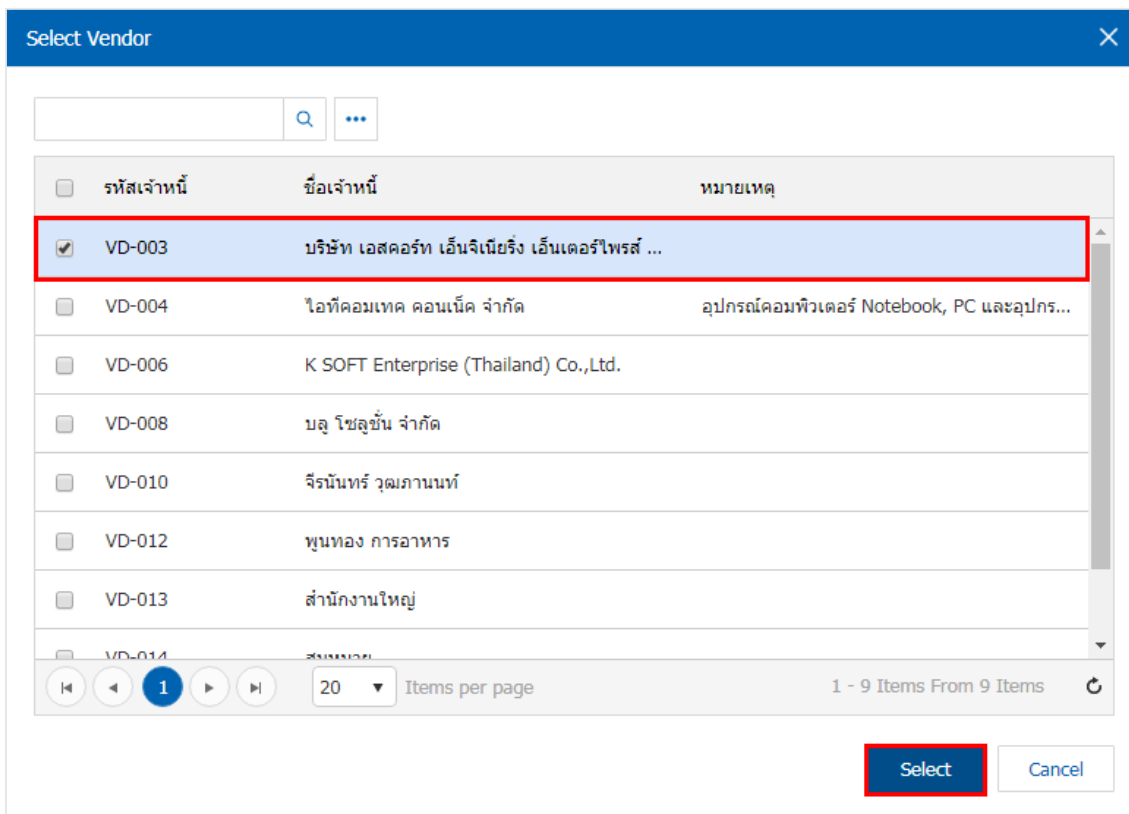 Select Vendor
รหัสเจ้าหนี้ ชื่อเจ้าหนี้ หมายเหตุ
VD-003 บริษัท เอสคอร์ท เอ็นจิเนียริ่ง เอ็นเตอร์ไพรส์ ...
VD-004 ไอทีคอมเทค คอนเน็ค จำกัด อุปกรณ์คอมพิวเตอร์ Notebook, PC และอุปกร...
VD-006 K SOFT Enterprise (Thailand) Co.,Ltd.
VD-008 บลู โซลูชั่น จำกัด
VD-010 จีรนันทร์ วุฒภานนท์
VD-012 พูนทอง การอาหาร
VD-013 สำนักงานใหญ่
VD-014
1 20 Items per page 1 - 9 Items From 9 Items
Select Cancel